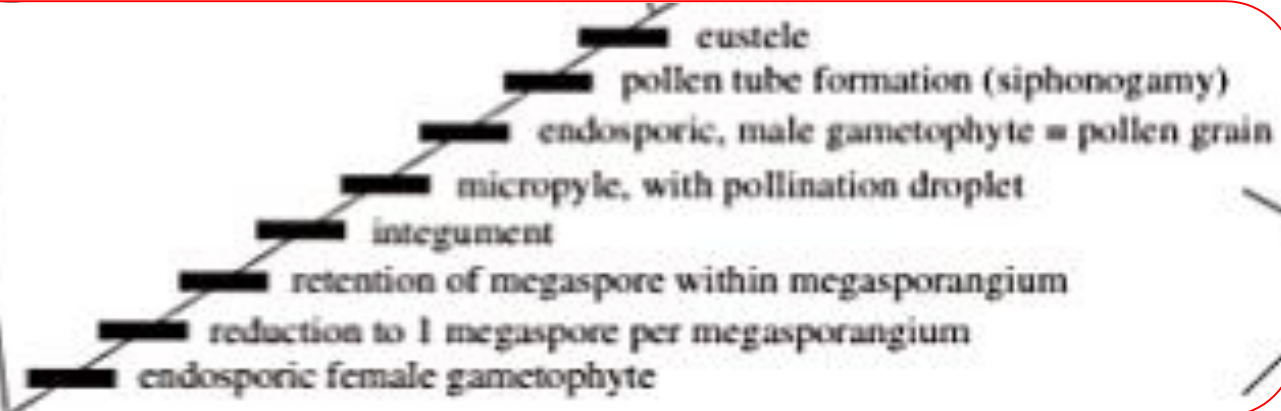 eustele
pollen tube formation (siphonogamy)
endosporic, male gametophyte = pollen grain
micropyle, with pollination droplet
integument
retention of megaspore within megasporangium
reduction to 1 megaspore per megasporangium
endosporic female gametophyte